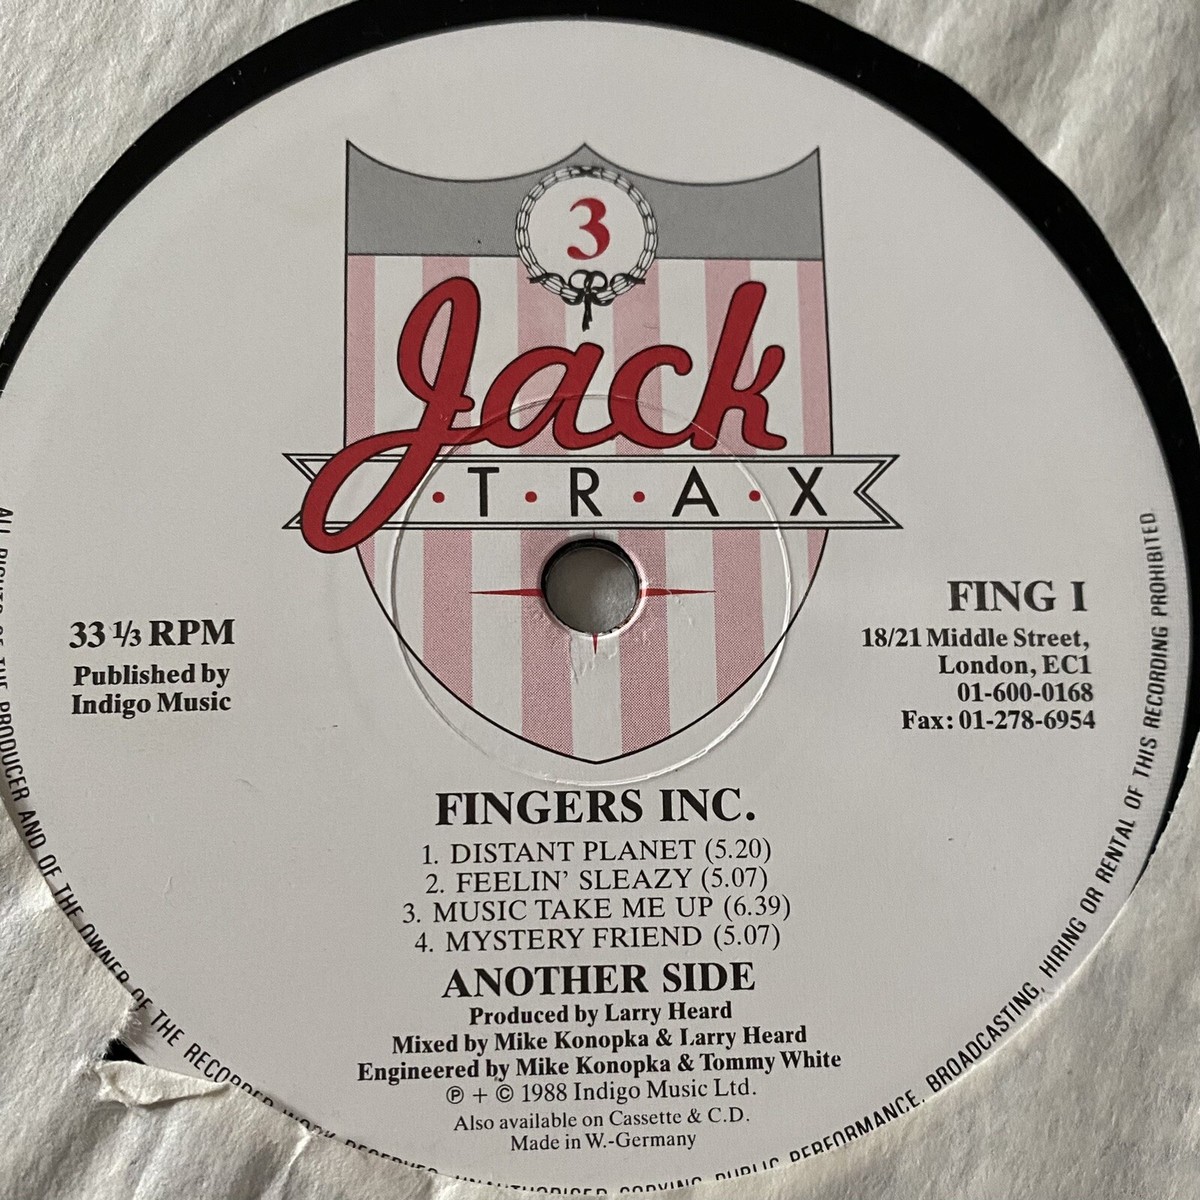 3
Jack
·T·R·A·X
33 ⅓ RPM
Published by
Indigo Music
FING I
18/21 Middle Street,
London, EC1
01-600-0168
Fax: 01-278-6954
FINGERS INC.
1. DISTANT PLANET (5.20)
2. FEELIN' SLEAZY (5.07)
3. MUSIC TAKE ME UP (6.39)
4. MYSTERY FRIEND (5.07)
ANOTHER SIDE
Produced by Larry Heard
Mixed by Mike Konopka & Larry Heard
Engineered by Mike Konopka & Tommy White
℗ + © 1988 Indigo Music Ltd.
Also available on Cassette & C.D.
Made in W.-Germany
ALL RIGHTS OF THE PRODUCER AND OF THE OWNER OF THE RECORDED WORK RESERVED. UNAUTHORISED COPYING, PUBLIC PERFORMANCE, BROADCASTING, HIRING OR RENTAL OF THIS RECORDING PROHIBITED